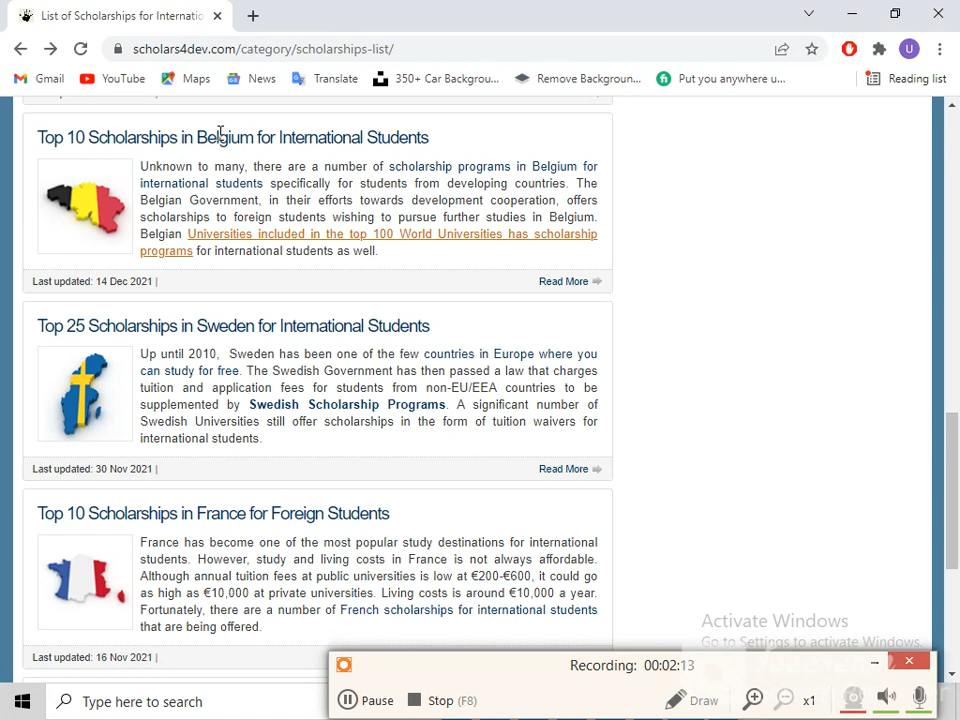 List of Scholarships for Internatio
scholars4dev.com/category/scholarships-list/
Gmail YouTube Maps News Translate 350+ Car Backgrou... Remove Backgroun... Put you anywhere u... Reading list
U
Top 10 Scholarships in Belgium for International Students
Unknown to many, there are a number of scholarship programs in Belgium for
international students specifically for students from developing countries. The
Belgian Government, in their efforts towards development cooperation, offers
scholarships to foreign students wishing to pursue further studies in Belgium.
Belgian Universities included in the top 100 World Universities has scholarship
programs for international students as well.
Last updated: 14 Dec 2021 | Read More
Top 25 Scholarships in Sweden for International Students
Up until 2010, Sweden has been one of the few countries in Europe where you
can study for free. The Swedish Government has then passed a law that charges
tuition and application fees for students from non-EU/EEA countries to be
supplemented by Swedish Scholarship Programs. A significant number of
Swedish Universities still offer scholarships in the form of tuition waivers for
international students.
Last updated: 30 Nov 2021 | Read More
Top 10 Scholarships in France for Foreign Students
France has become one of the most popular study destinations for international
students. However, study and living costs in France is not always affordable.
Although annual tuition fees at public universities is low at €200-€600, it could go
as high as €10,000 at private universities. Living costs is around €10,000 a year.
Fortunately, there are a number of French scholarships for international students
that are being offered.
Last updated: 16 Nov 2021 |
Activate Windows
Go to Settings to activate Windows.
Recording: 00:02:13
Pause Stop (F8) Draw x1
Type here to search